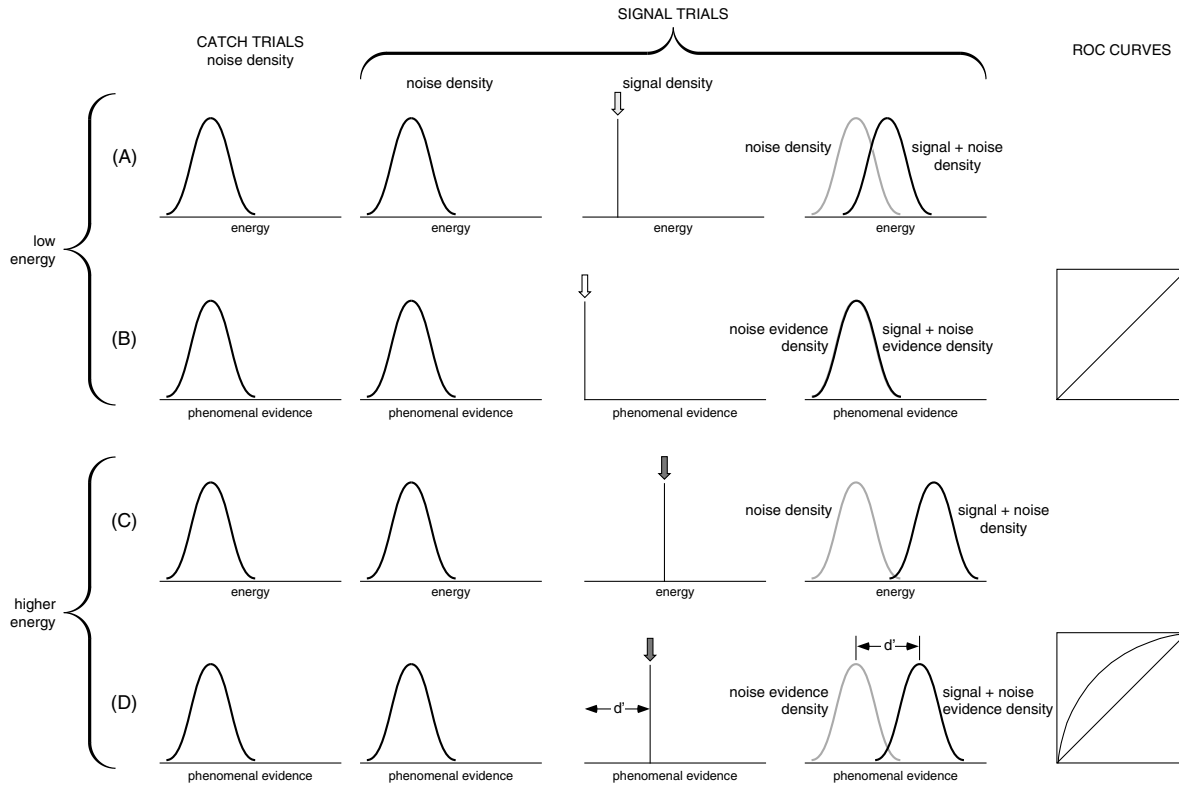 SIGNAL TRIALS
CATCH TRIALS
noise density
ROC CURVES
noise density
signal density
low
energy
(A)
noise density
signal + noise
density
energy
energy
energy
energy
(B)
noise evidence
density
signal + noise
evidence density
phenomenal evidence
phenomenal evidence
phenomenal evidence
phenomenal evidence
higher
energy
(C)
noise density
signal + noise
density
energy
energy
energy
energy
(D)
d'
d'
noise evidence
density
signal + noise
evidence density
phenomenal evidence
phenomenal evidence
phenomenal evidence
phenomenal evidence